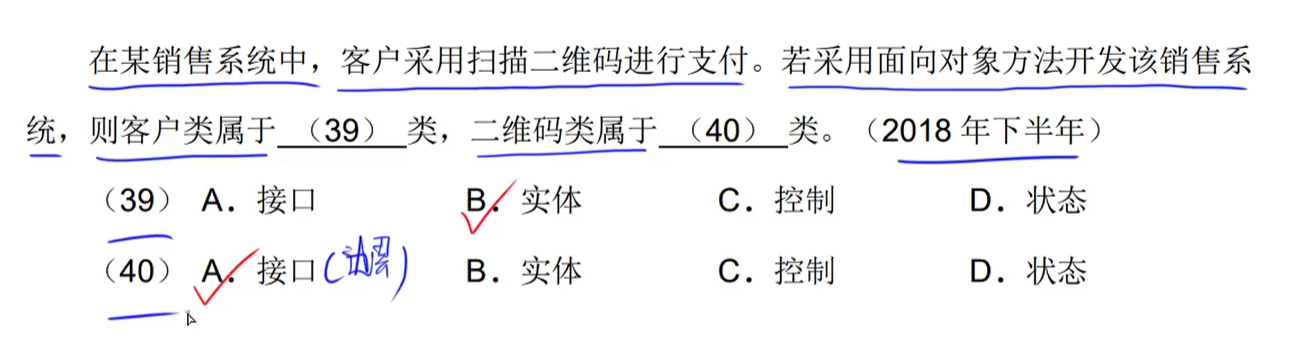 在某销售系统中，客户采用扫描二维码进行支付。若采用面向对象方法开发该销售系
统，则客户类属于 （39） 类，二维码类属于 （40） 类。（2018 年下半年）
（39） A．接口 B．实体 C．控制 D．状态
（40） A．接口（边界） B．实体 C．控制 D．状态